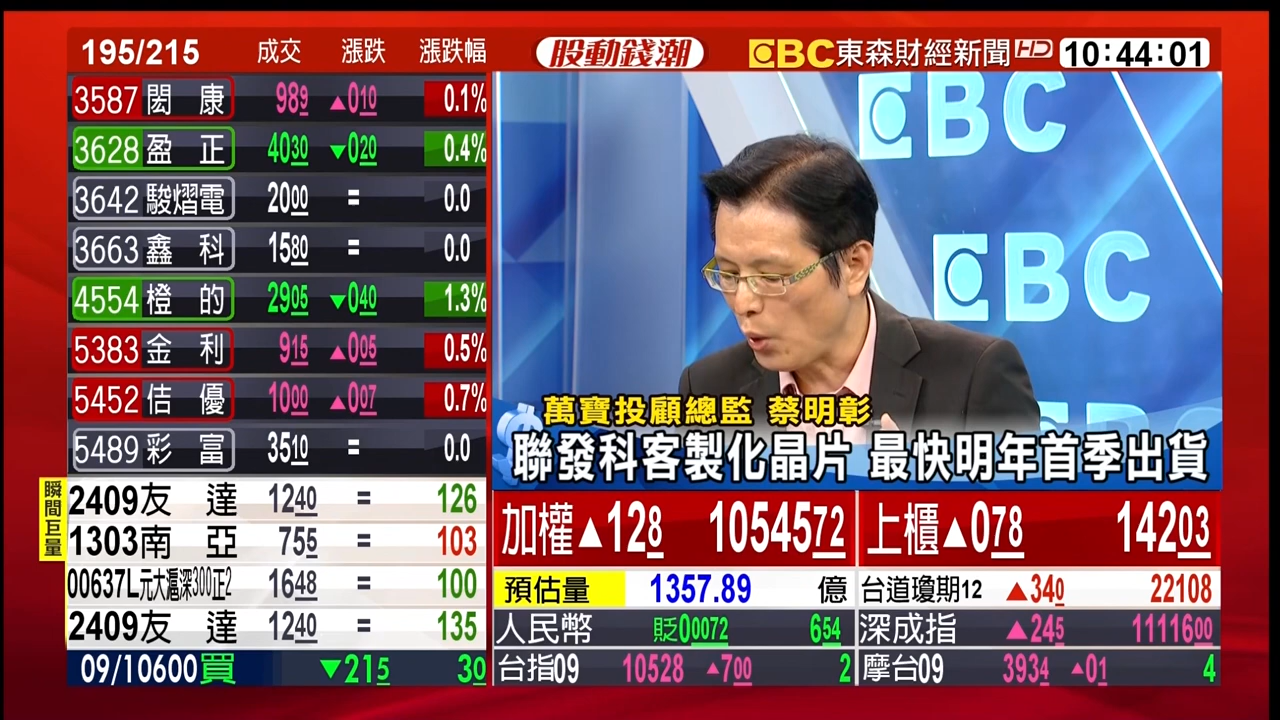 195/215 成交 漲跌 漲跌幅
股動錢潮
EBC 東森財經新聞 HD 10:44:01
3587 閎康 989 ▲010 0.1%
3628 盈正 4030 ▼020 0.4%
3642 駿熠電 2000 = 0.0
3663 鑫科 1580 = 0.0
4554 橙的 2905 ▼040 1.3%
5383 金利 915 ▲005 0.5%
5452 佶優 1000 ▲007 0.7%
5489 彩富 3510 = 0.0
瞬間巨量
2409 友達 1240 = 126
1303 南亞 755 = 103
00637L 元大滬深300正2 1648 = 100
2409 友達 1240 = 135
09/10600買 ▼215 30
EBC
EBC
萬寶投顧總監 蔡明彰
聯發科客製化晶片 最快明年首季出貨
加權▲128 1054572
上櫃▲078 14203
預估量 1357.89 億
台道瓊期12 ▲340 22108
人民幣 貶00072 654
深成指 ▲245 1111600
台指09 10528 ▲700 2
摩台09 3934 ▲01 4